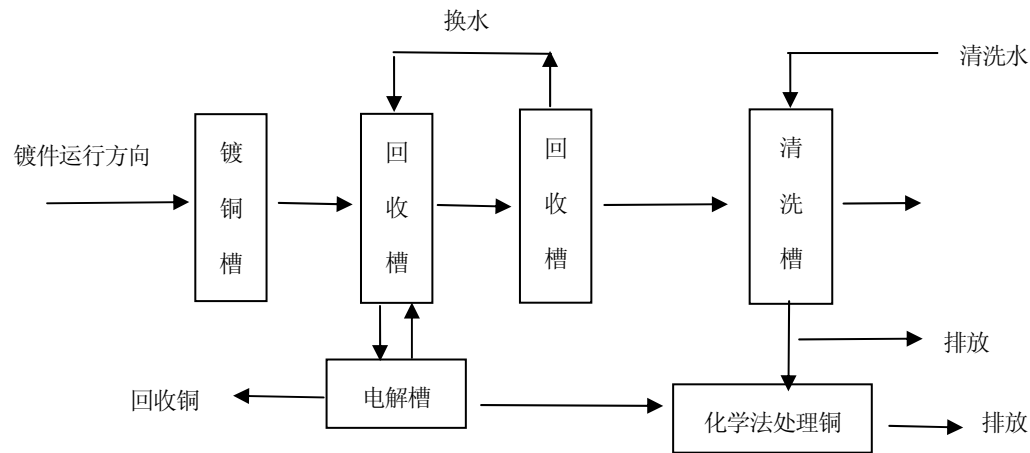 换水
清洗水
镀件运行方向
镀铜槽
回收槽
回收槽
清洗槽
排放
回收铜
电解槽
化学法处理铜
排放